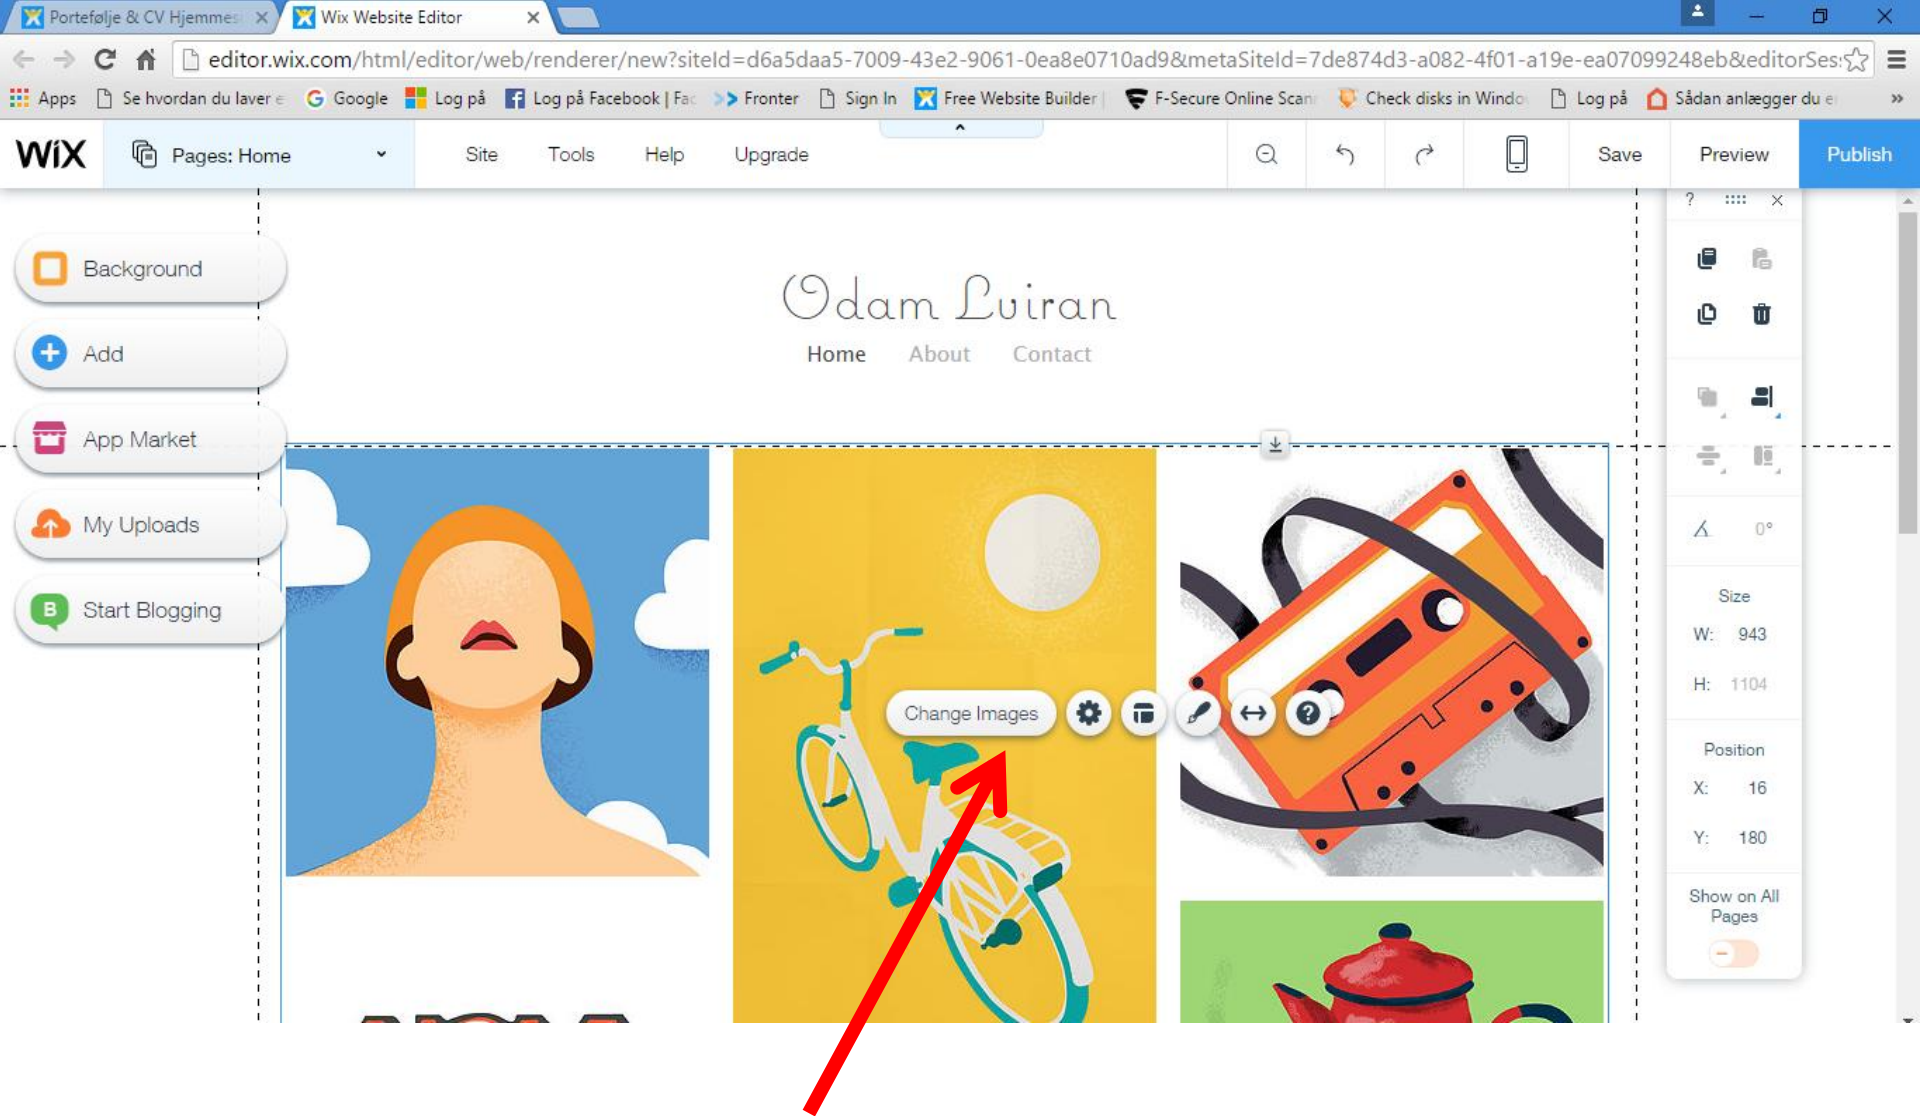 Portefølje & CV Hjemmes
Wix Website Editor
editor.wix.com/html/editor/web/renderer/new?siteId=d6a5daa5-7009-43e2-9061-0ea8e0710ad9&metaSiteId=7de874d3-a082-4f01-a19e-ea07099248eb&editorSes
Apps Se hvordan du laver e Google Log på Log på Facebook | Fac Fronter Sign In Free Website Builder | F-Secure Online Scan Check disks in Windo Log på Sådan anlægger du e »
WiX Pages: Home Site Tools Help Upgrade Save Preview Publish
?
Background
Add
App Market
My Uploads
B Start Blogging
Odam Lviran
Home About Contact
Change Images
?
0°
Size
W: 943
H: 1104
Position
X: 16
Y: 180
Show on All
Pages